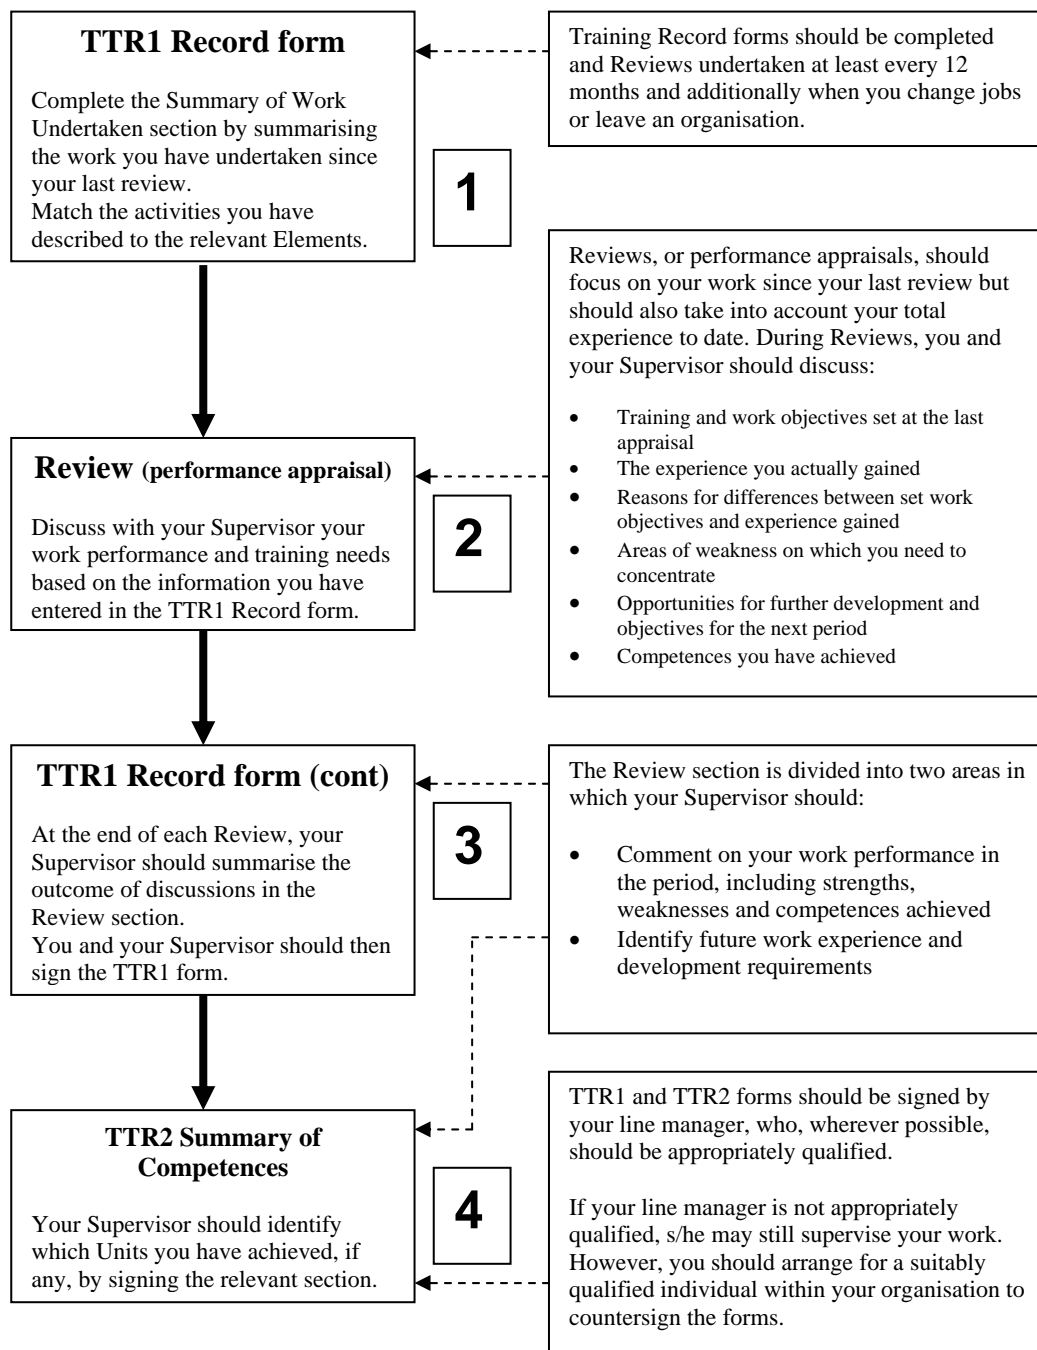 TTR1 Record form
Complete the Summary of Work
Undertaken section by summarising
the work you have undertaken since
your last review.
Match the activities you have
described to the relevant Elements.
1
Training Record forms should be completed
and Reviews undertaken at least every 12
months and additionally when you change jobs
or leave an organisation.
Review (performance appraisal)
Discuss with your Supervisor your
work performance and training needs
based on the information you have
entered in the TTR1 Record form.
2
Reviews, or performance appraisals, should
focus on your work since your last review but
should also take into account your total
experience to date. During Reviews, you and
your Supervisor should discuss:
• Training and work objectives set at the last
appraisal
• The experience you actually gained
• Reasons for differences between set work
objectives and experience gained
• Areas of weakness on which you need to
concentrate
• Opportunities for further development and
objectives for the next period
• Competences you have achieved
TTR1 Record form (cont)
At the end of each Review, your
Supervisor should summarise the
outcome of discussions in the
Review section.
You and your Supervisor should then
sign the TTR1 form.
3
The Review section is divided into two areas in
which your Supervisor should:
• Comment on your work performance in
the period, including strengths,
weaknesses and competences achieved
• Identify future work experience and
development requirements
TTR2 Summary of
Competences
Your Supervisor should identify
which Units you have achieved, if
any, by signing the relevant section.
4
TTR1 and TTR2 forms should be signed by
your line manager, who, wherever possible,
should be appropriately qualified.
If your line manager is not appropriately
qualified, s/he may still supervise your work.
However, you should arrange for a suitably
qualified individual within your organisation to
countersign the forms.